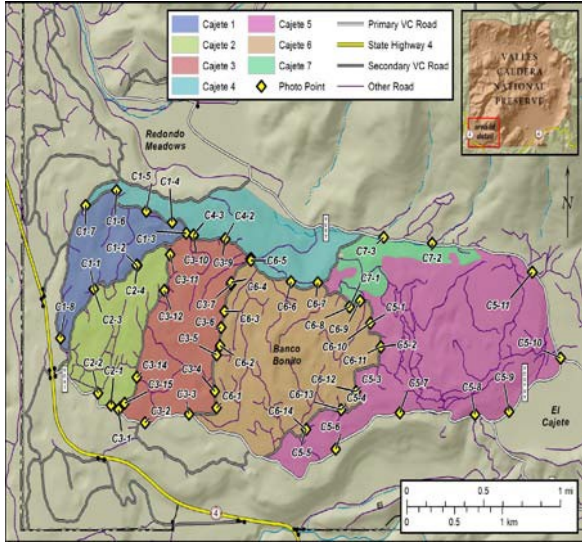 Cajete 1
Cajete 2
Cajete 3
Cajete 4
Cajete 5
Cajete 6
Cajete 7
Photo Point
Primary VC Road
State Highway 4
Secondary VC Road
Other Road
VALLES
CALDERA
NATIONAL
PRESERVE
detail
Redondo
Meadows
N
C1-5
C1-4
C1-6
C4-3
C4-2
C1-7
C1-3
C1-2
C3-10
C3-9
C6-5
C7-3
C7-2
C1-1
C3-11
C6-4
C7-1
C5-11
C6-6
C6-7
C5-1
C1-8
C2-3
C3-12
C3-7
C6-3
C6-8
C6-9
C3-6
C6-10
C5-10
C3-5
C6-2
Banco
Bonito
C6-11
C5-2
C2-2
C2-1
C3-14
C3-4
C5-3
C3-15
C3-3
C6-1
C6-12
C6-13
C5-4
C5-7
C5-8
C5-9
C3-2
C6-14
C5-6
El
Cajete
C3-1
C5-5
4
0 0.5 1 mi
0 0.5 1 km